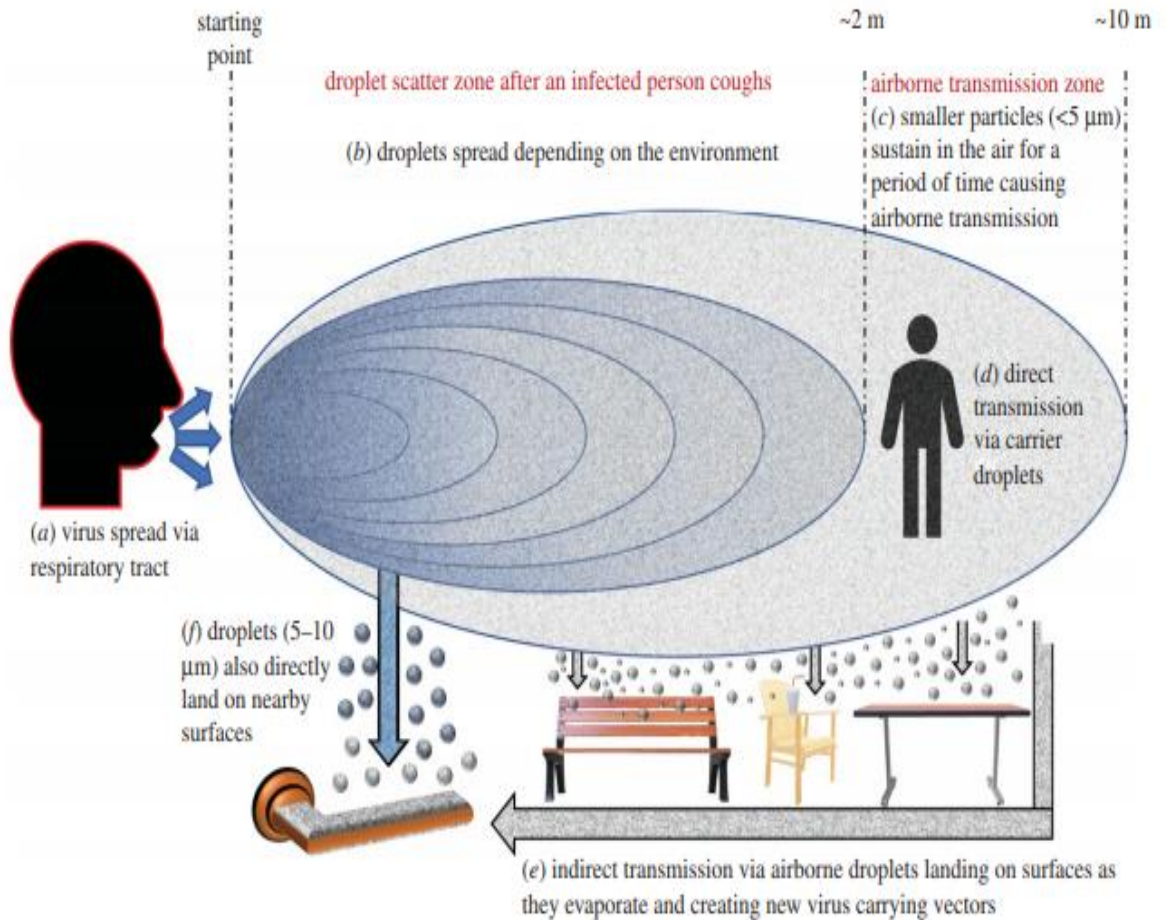 starting
point
~2 m
~10 m
droplet scatter zone after an infected person coughs
airborne transmission zone
(b) droplets spread depending on the environment
(c) smaller particles (<5 μm)
sustain in the air for a
period of time causing
airborne transmission
(d) direct
transmission
via carrier
droplets
(a) virus spread via
respiratory tract
(f) droplets (5–10
μm) also directly
land on nearby
surfaces
(e) indirect transmission via airborne droplets landing on surfaces as
they evaporate and creating new virus carrying vectors